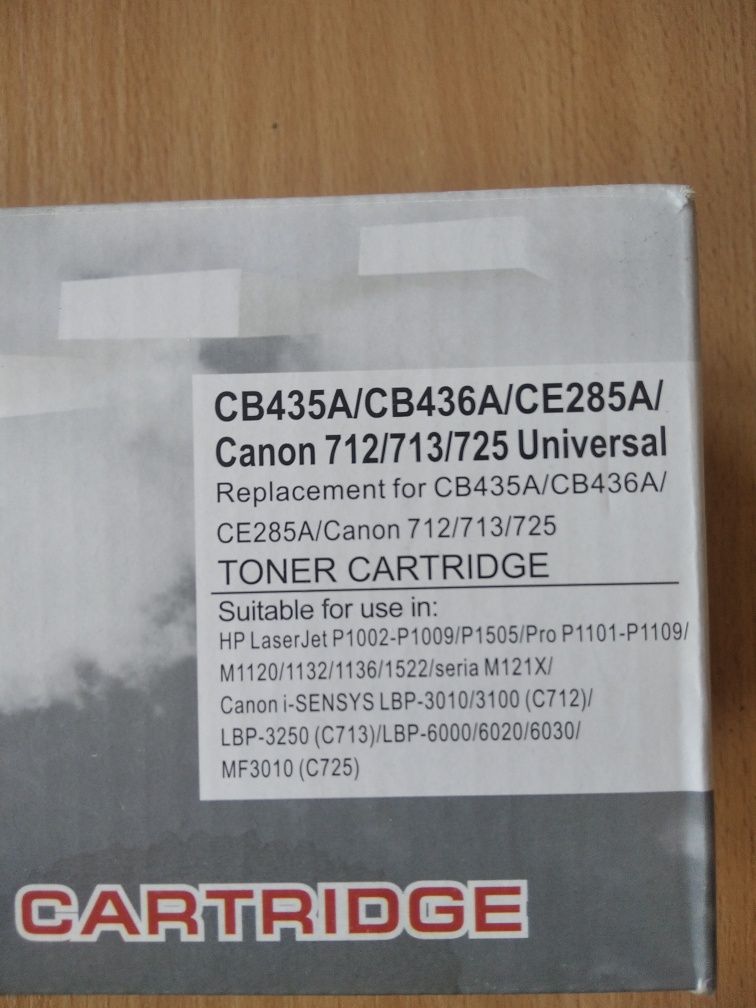 CB435A/CB436A/CE285A/
Canon 712/713/725 Universal
Replacement for CB435A/CB436A/
CE285A/Canon 712/713/725
TONER CARTRIDGE
Suitable for use in:
HP LaserJet P1002-P1009/P1505/Pro P1101-P1109/
M1120/1132/1136/1522/seria M121X/
Canon i-SENSYS LBP-3010/3100 (C712)/
LBP-3250 (C713)/LBP-6000/6020/6030/
MF3010 (C725)
CARTRIDGE